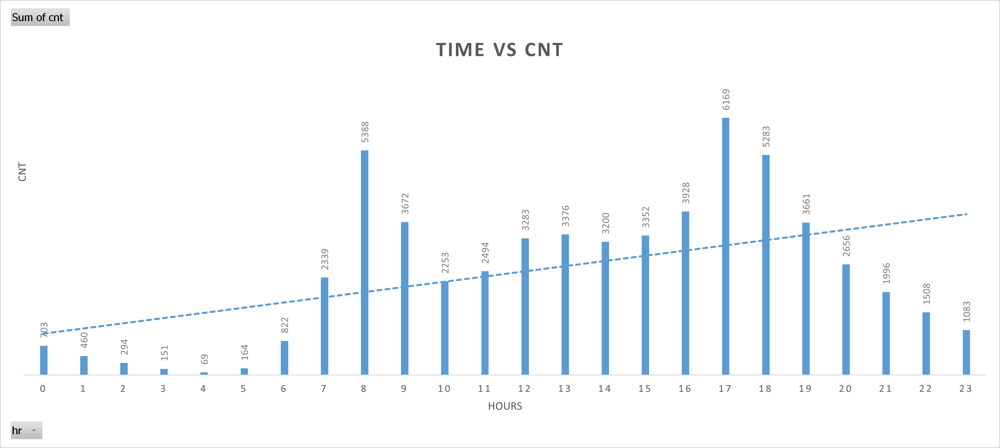 Sum of cnt
TIME VS CNT
CNT
703 460 294 151 69 164 822 2339 5388 3672 2253 2494 3283 3376 3200 3352 3928 6169 5283 3661 2656 1996 1508 1083
0 1 2 3 4 5 6 7 8 9 10 11 12 13 14 15 16 17 18 19 20 21 22 23
HOURS
hr